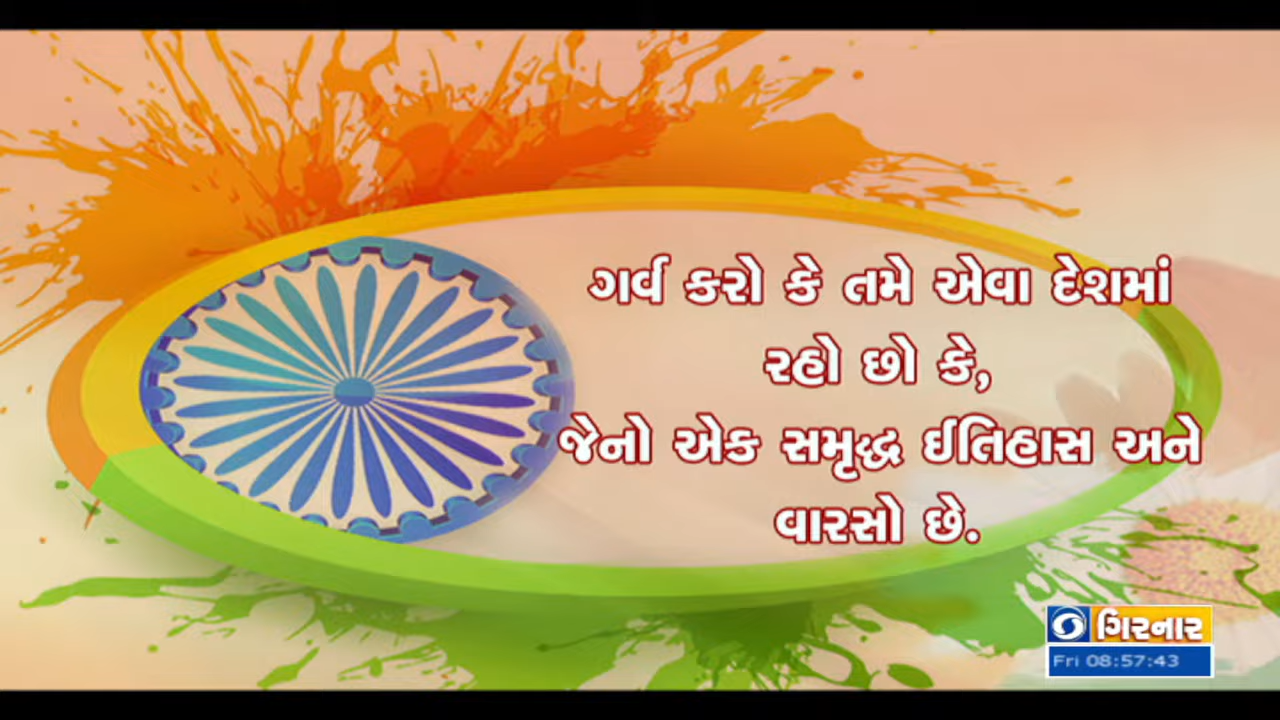 ગર્વ કરો કે તમે એવા દેશમાં
રહો છો કે,
જેનો એક સમૃદ્ધ ઈતિહાસ અને
વારસો છે.
ગિરનાર
Fri 08:57:43